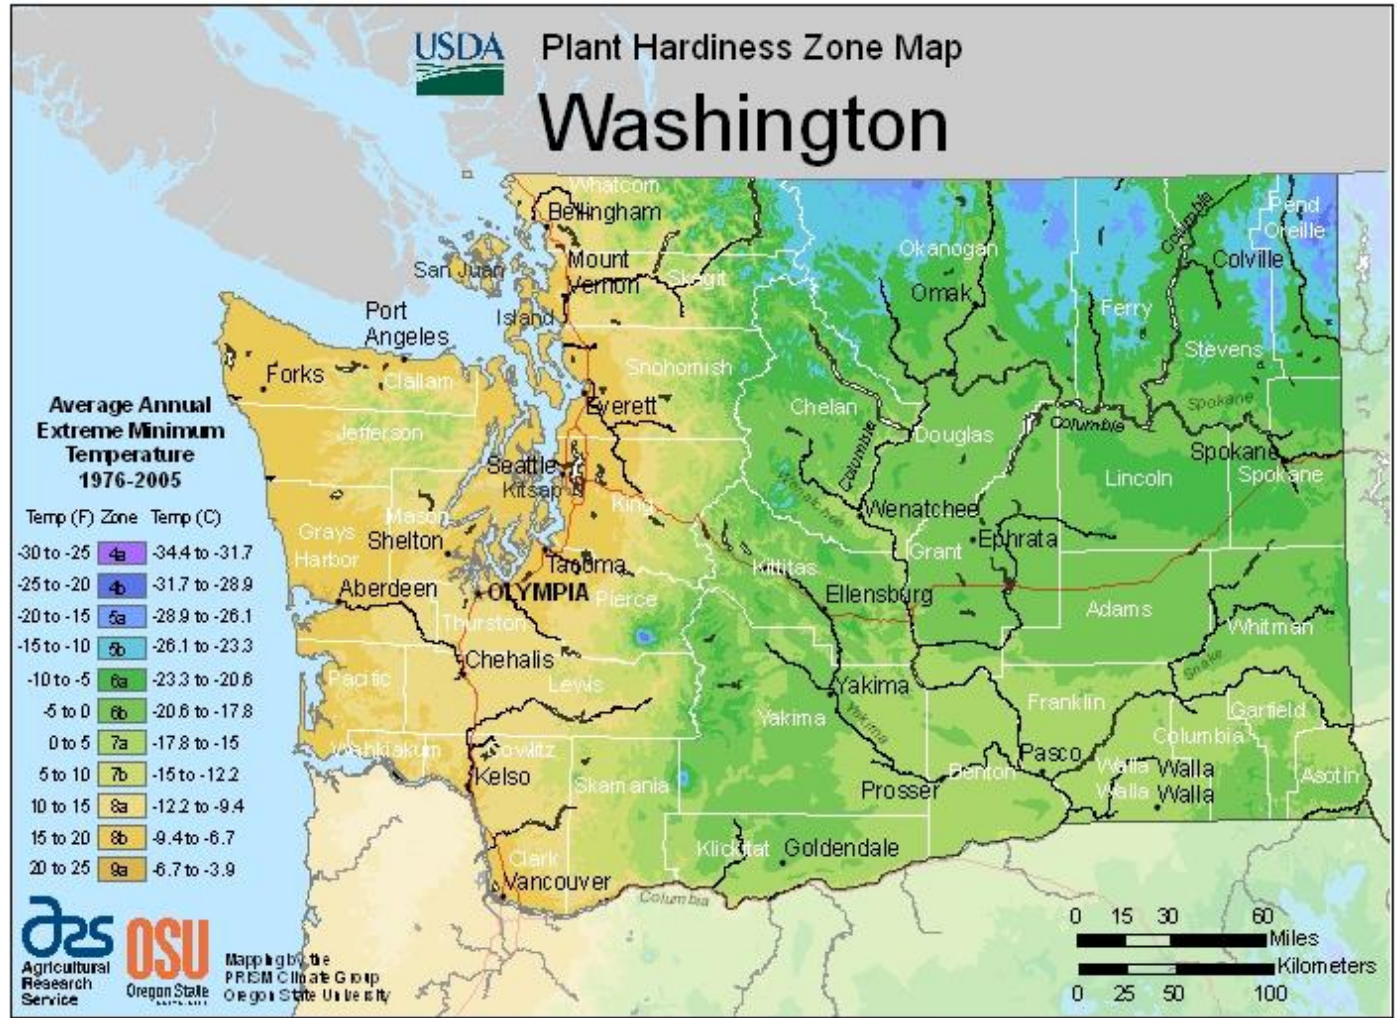 USDA
Plant Hardiness Zone Map
Washington
Whatcom
Bellingham
San Juan
Mount
Vernon
Skagit
Island
Okanogan
Omak
Ferry
Columbia
Pend
Oreille
Colville
Stevens
Port
Angeles
Forks
Clallam
Jefferson
Snohomish
Everett
Chelan
Columbia
Douglas
Columbia
Spokane
Spokane
Spokane
Lincoln
Seattle
Kitsap
King
Wenatchee
Wenatchee
Grays
Harbor
Mason
Shelton
Grant
Ephrata
Kittitas
Tacoma
Aberdeen
OLYMPIA
Pierce
Ellensburg
Adams
Whitman
Thurston
Chehalis
Lewis
Pacific
Yakima
Yakima
Yakima
Franklin
Snake
Garfield
Columbia
Wahkiakum
Cowlitz
Kelso
Skamania
Pasco
Benton
Prosser
Walla
Walla
Walla
Walla
Asotin
Klickitat
Goldendale
Clark
Vancouver
Columbia
Average Annual
Extreme Minimum
Temperature
1976-2005
Temp (F) Zone Temp (C)
-30 to -25 4a -34.4 to -31.7
-25 to -20 4b -31.7 to -28.9
-20 to -15 5a -28.9 to -26.1
-15 to -10 5b -26.1 to -23.3
-10 to -5 6a -23.3 to -20.6
-5 to 0 6b -20.6 to -17.8
0 to 5 7a -17.8 to -15
5 to 10 7b -15 to -12.2
10 to 15 8a -12.2 to -9.4
15 to 20 8b -9.4 to -6.7
20 to 25 9a -6.7 to -3.9
ars
Agricultural
Research
Service
OSU
Oregon State
Mapping by the
PRISM Climate Group
Oregon State University
0 15 30 60
Miles
Kilometers
0 25 50 100